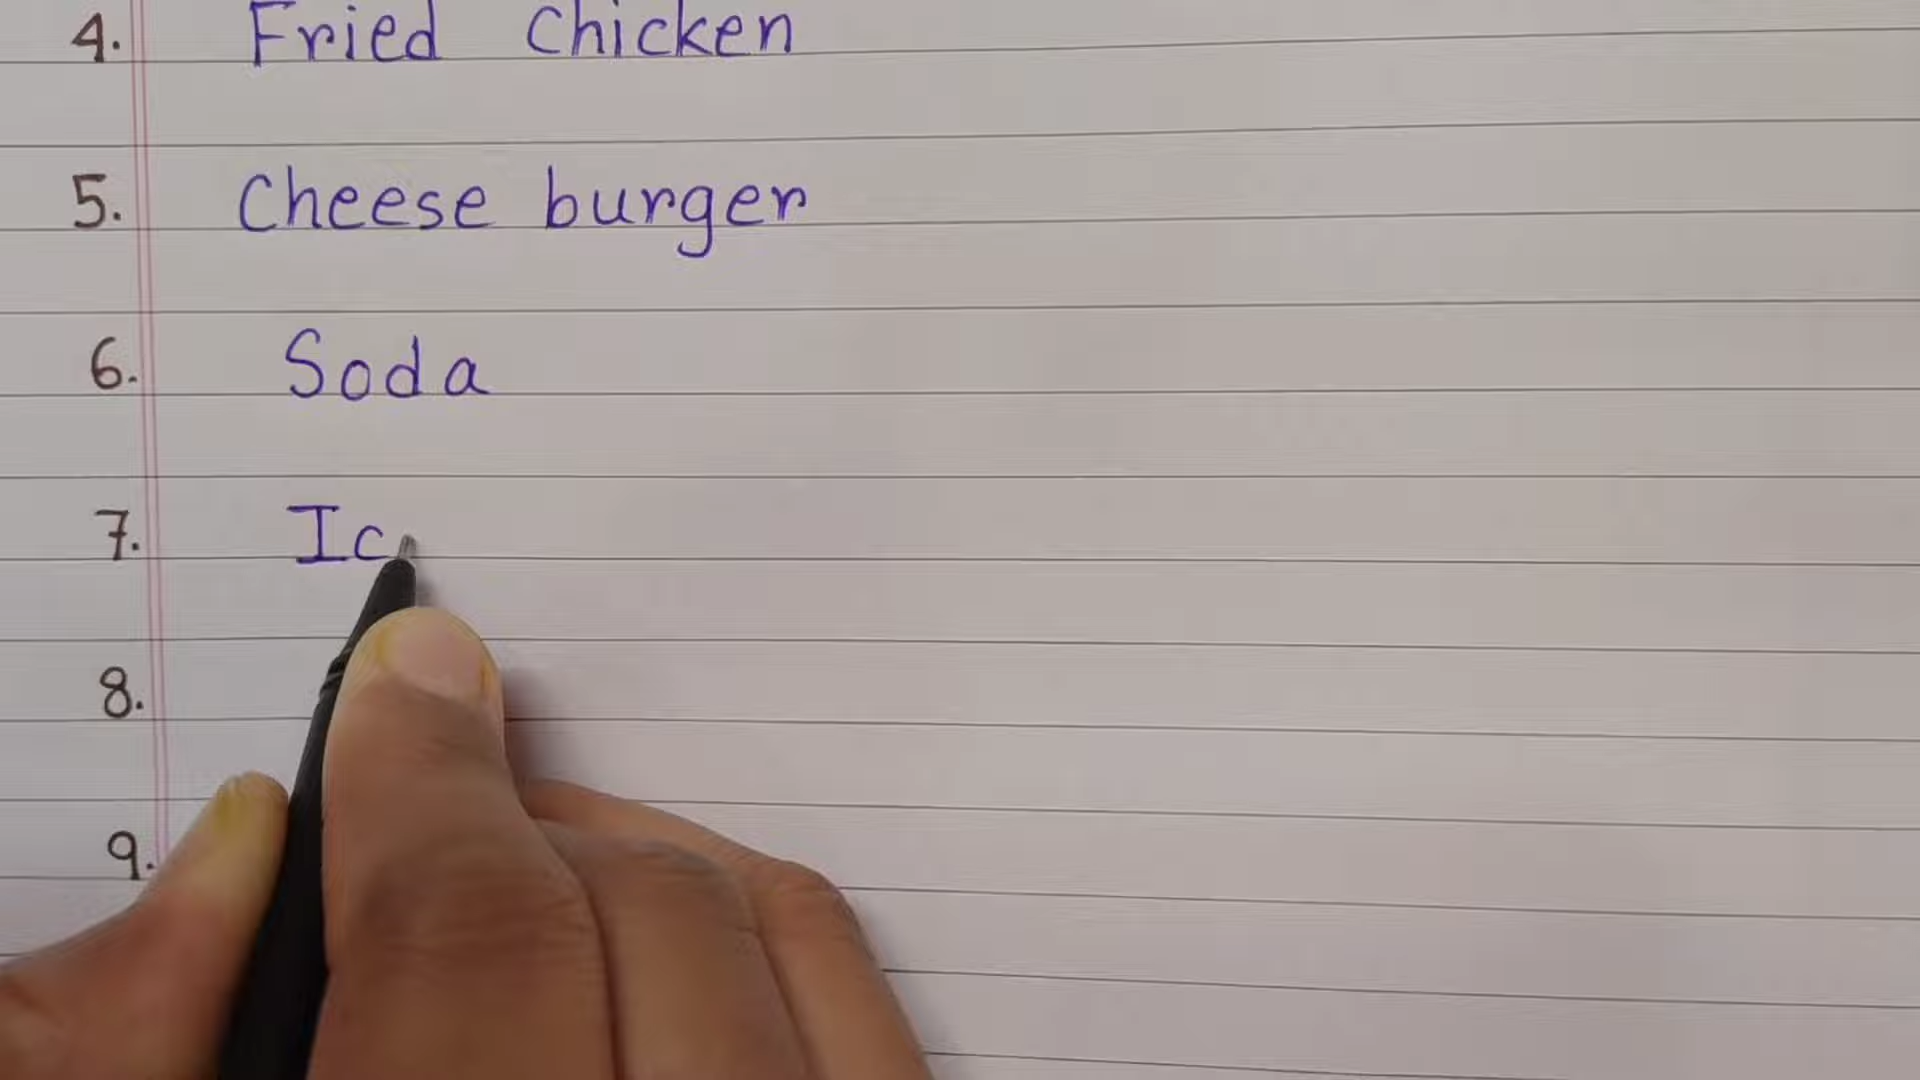 4. Fried Chicken
5. Cheese burger
6. Soda
7. Ic
8.
9.